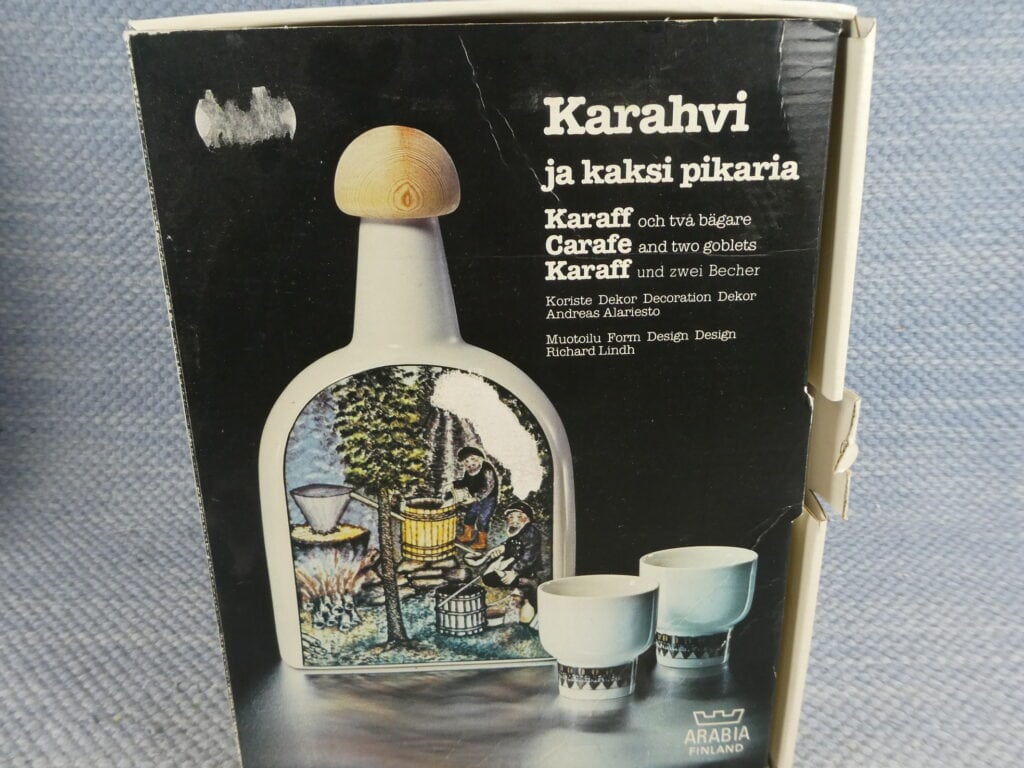 Karahvi
ja kaksi pikaria
Karaff och två bägare
Carafe and two goblets
Karaff und zwei Becher
Koriste Dekor Decoration Dekor
Andreas Alariesto
Muotoilu Form Design Design
Richard Lindh
ARABIA
FINLAND